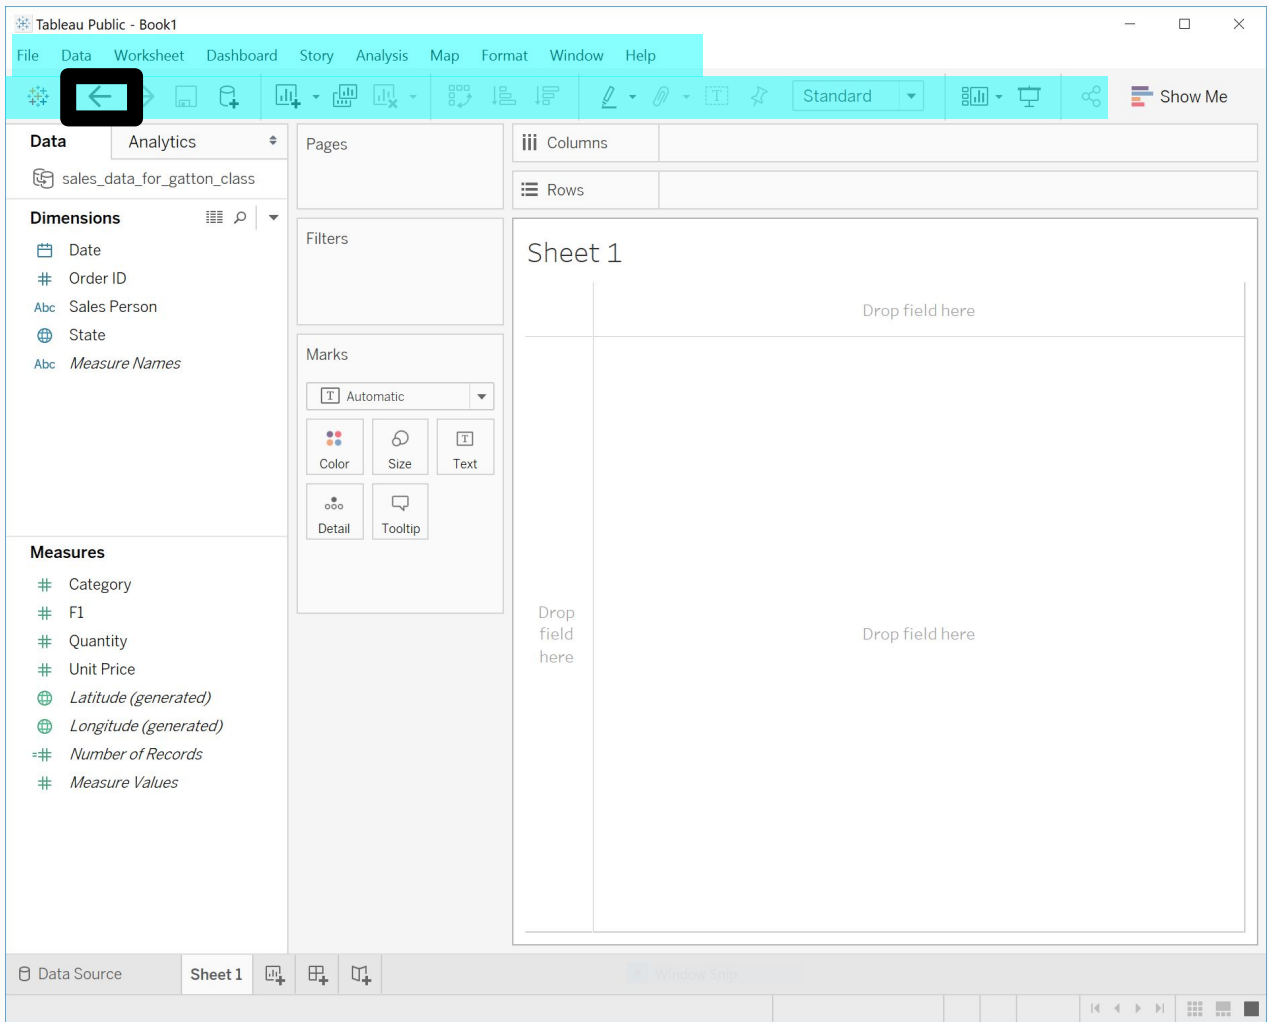 Tableau Public - Book1
File Data Worksheet Dashboard Story Analysis Map Format Window Help
Standard
Show Me
Data Analytics
sales_data_for_gatton_class
Dimensions
Date
Order ID
Abc Sales Person
State
Abc Measure Names
Measures
Category
F1
Quantity
Unit Price
Latitude (generated)
Longitude (generated)
Number of Records
Measure Values
Pages
Filters
Marks
T Automatic
Color Size T Text
Detail Tooltip
Columns
Rows
Sheet 1
Drop field here
Drop
field
here
Drop field here
Data Source Sheet 1
Window Snip